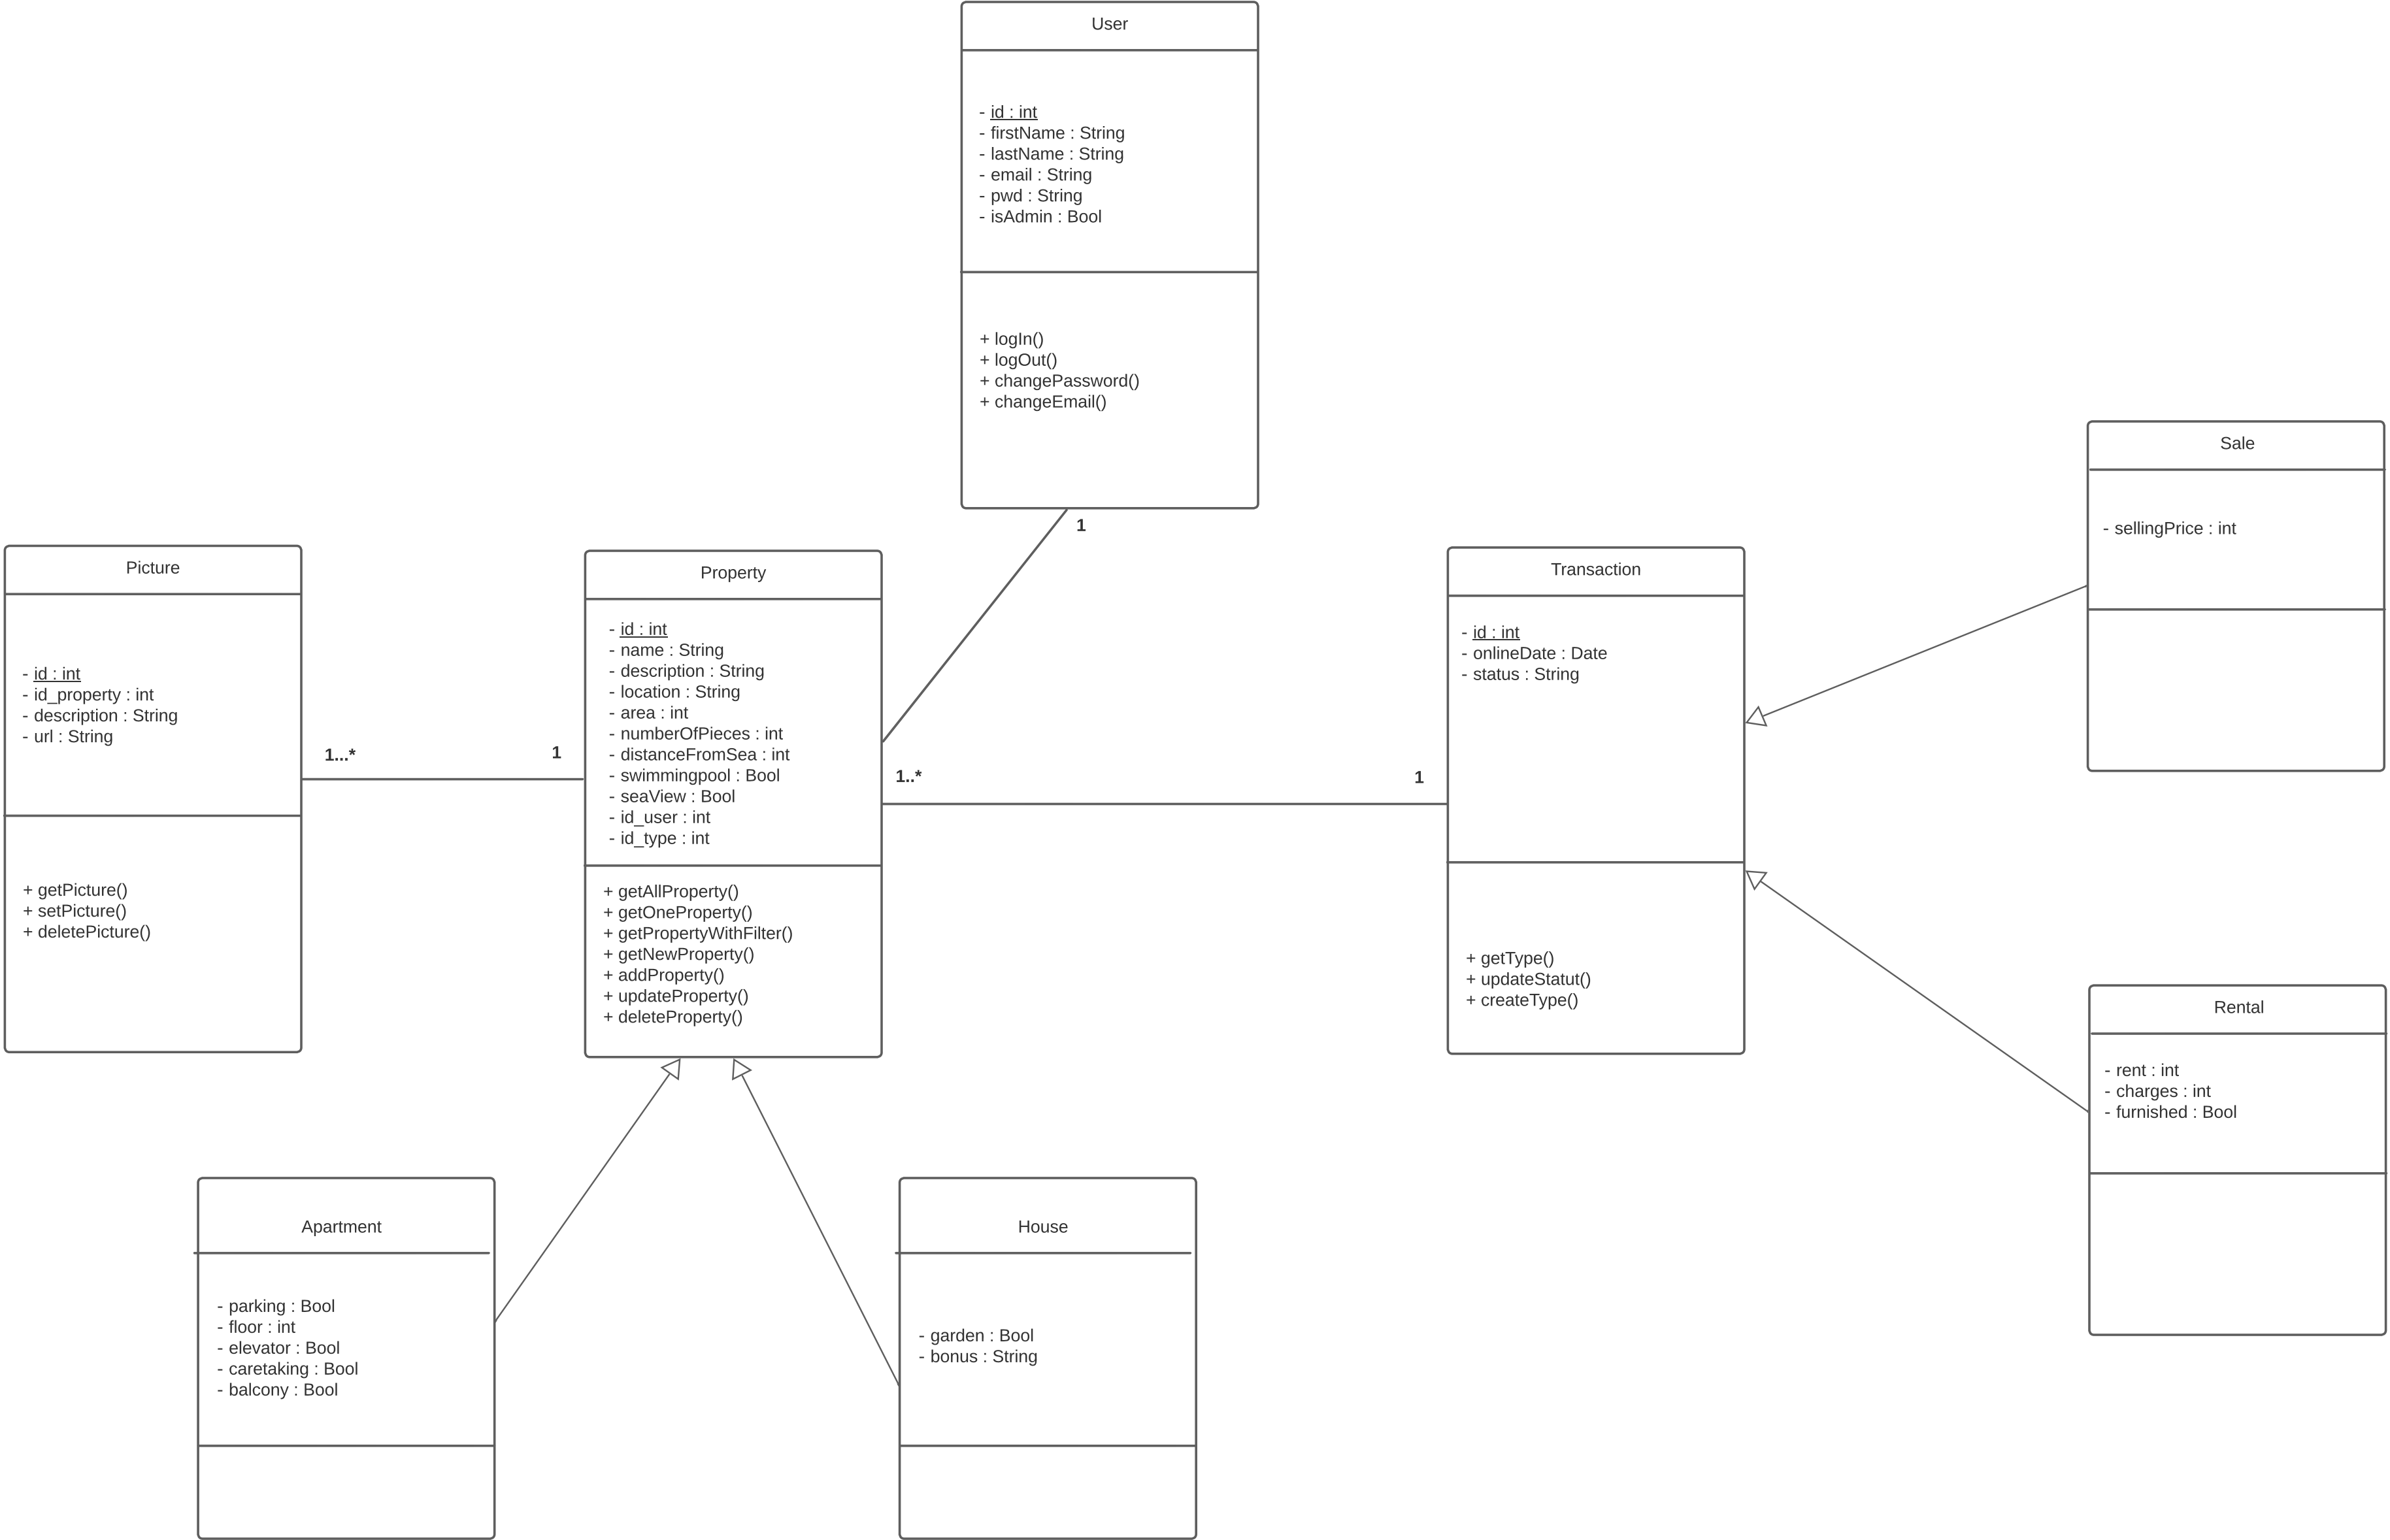 User
- id : int
- firstName : String
- lastName : String
- email : String
- pwd : String
- isAdmin : Bool
+ logIn()
+ logOut()
+ changePassword()
+ changeEmail()
1
Picture
- id : int
- id_property : int
- description : String
- url : String
+ getPicture()
+ setPicture()
+ deletePicture()
1...*
1
Property
- id : int
- name : String
- description : String
- location : String
- area : int
- numberOfPieces : int
- distanceFromSea : int
- swimmingpool : Bool
- seaView : Bool
- id_user : int
- id_type : int
+ getAllProperty()
+ getOneProperty()
+ getPropertyWithFilter()
+ getNewProperty()
+ addProperty()
+ updateProperty()
+ deleteProperty()
1..*
1
Transaction
- id : int
- onlineDate : Date
- status : String
+ getType()
+ updateStatut()
+ createType()
Sale
- sellingPrice : int
Rental
- rent : int
- charges : int
- furnished : Bool
Apartment
- parking : Bool
- floor : int
- elevator : Bool
- caretaking : Bool
- balcony : Bool
House
- garden : Bool
- bonus : String